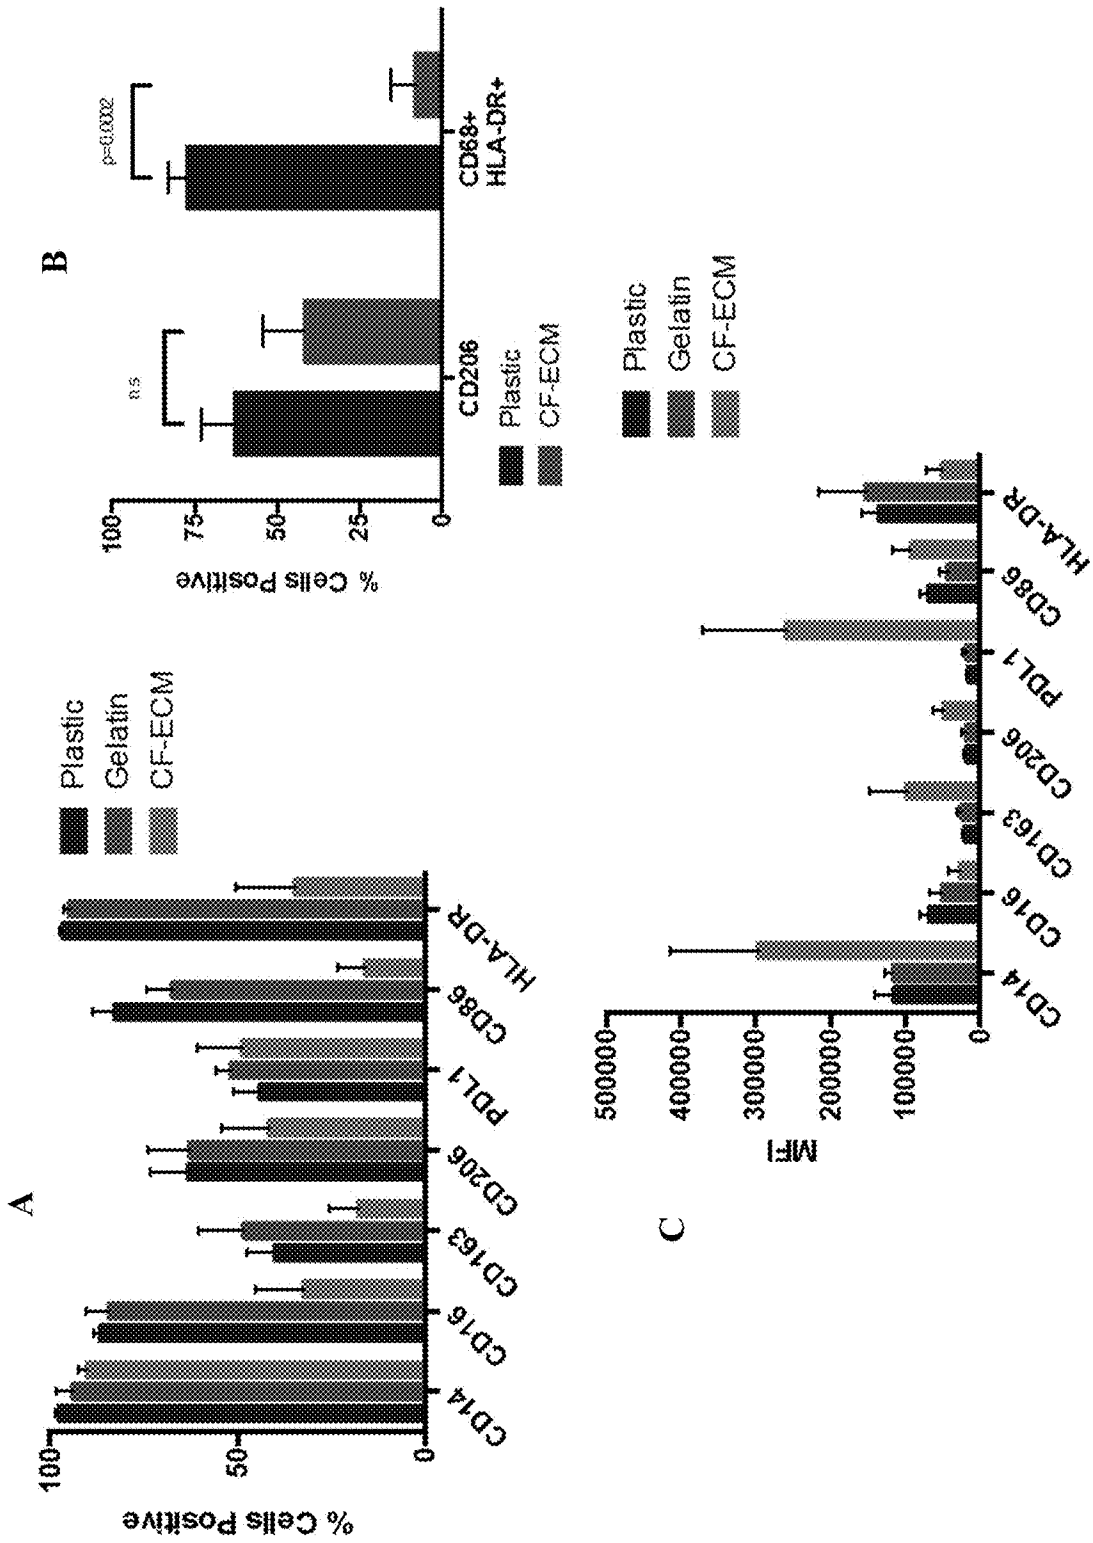 A
% Cells Positive
100
50
0
CD14
CD16
CD163
CD206
PDL1
CD86
HLA-DR
Plastic
Gelatin
CF-ECM
B
% Cells Positive
100
75
50
25
0
ns
p=0.0002
CD206
CD68+
HLA-DR+
Plastic
CF-ECM
C
MFI
500000
400000
300000
200000
100000
0
CD14
CD16
CD163
CD206
PDL1
CD86
HLA-DR
Plastic
Gelatin
CF-ECM